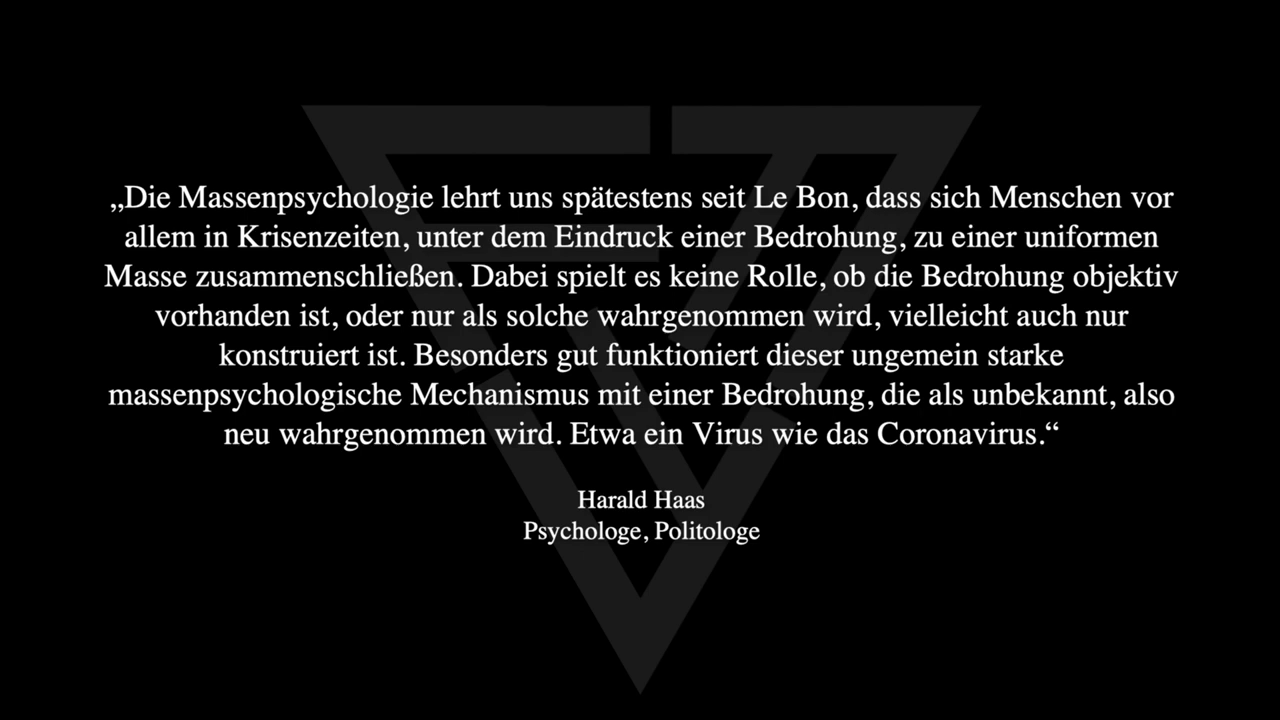 „Die Massenpsychologie lehrt uns spätestens seit Le Bon, dass sich Menschen vor
allem in Krisenzeiten, unter dem Eindruck einer Bedrohung, zu einer uniformen
Masse zusammenschließen. Dabei spielt es keine Rolle, ob die Bedrohung objektiv
vorhanden ist, oder nur als solche wahrgenommen wird, vielleicht auch nur
konstruiert ist. Besonders gut funktioniert dieser ungemein starke
massenpsychologische Mechanismus mit einer Bedrohung, die als unbekannt, also
neu wahrgenommen wird. Etwa ein Virus wie das Coronavirus.“
Harald Haas
Psychologe, Politologe